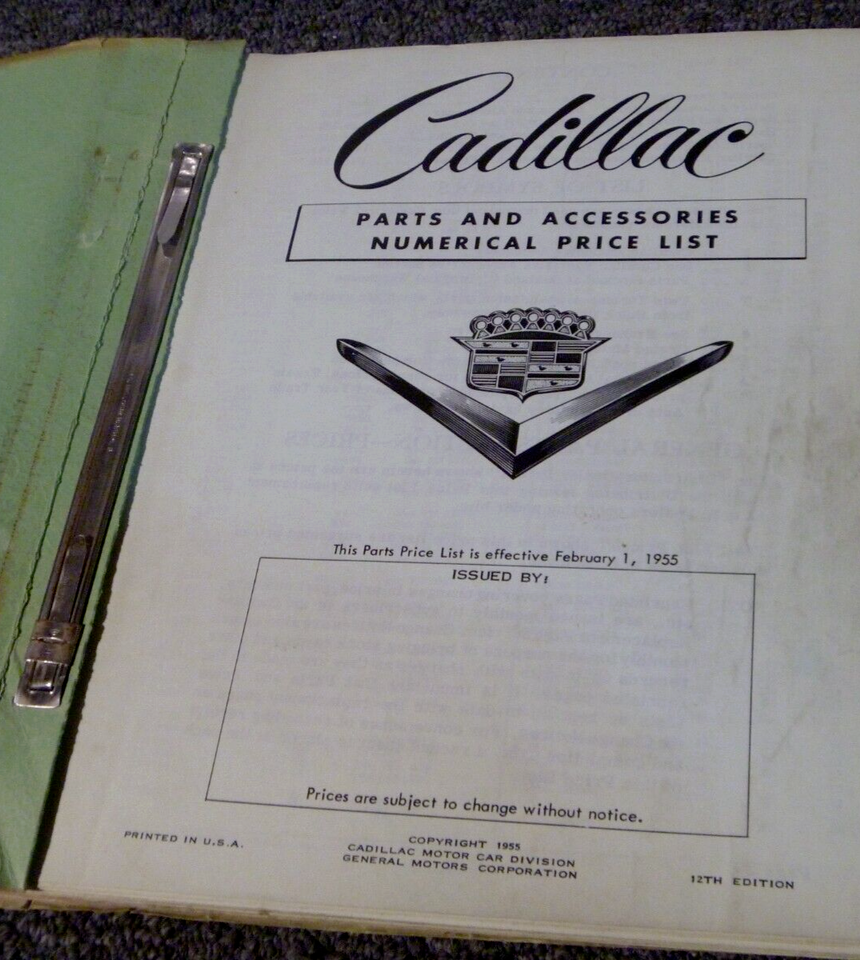 Cadillac
PARTS AND ACCESSORIES
NUMERICAL PRICE LIST
This Parts Price List is effective February 1, 1955
ISSUED BY:
Prices are subject to change without notice.
PRINTED IN U.S.A.
COPYRIGHT 1955
CADILLAC MOTOR CAR DIVISION
GENERAL MOTORS CORPORATION
12TH EDITION